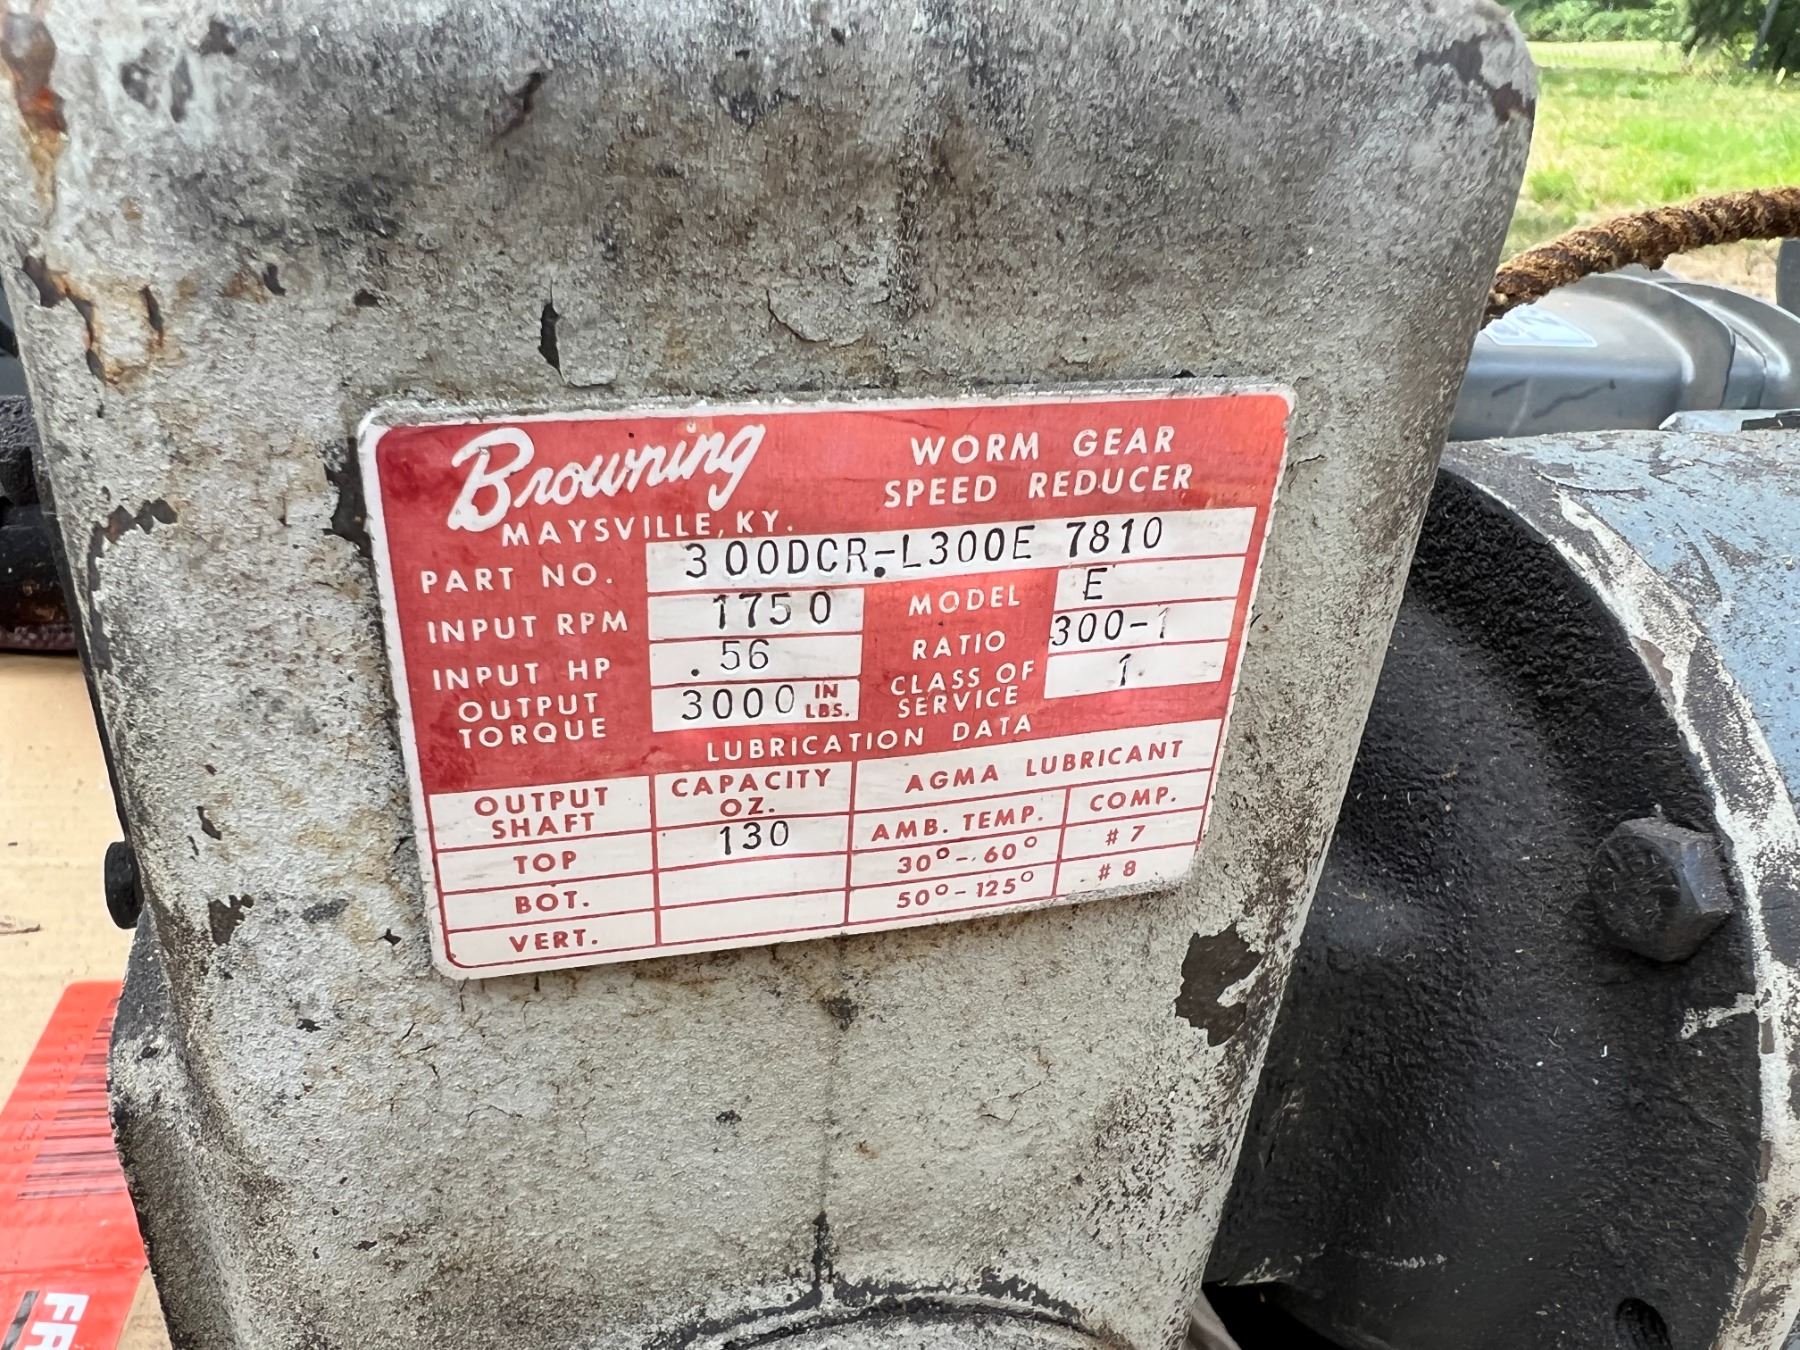 Browning
MAYSVILLE, KY.
WORM GEAR
SPEED REDUCER
PART NO. 300DCR-L300E 7810
INPUT RPM 1750 MODEL E
INPUT HP .56 RATIO 300-1
OUTPUT TORQUE 3000 IN LBS. CLASS OF SERVICE 1
LUBRICATION DATA
OUTPUT SHAFT CAPACITY OZ. AGMA LUBRICANT
AMB. TEMP. COMP.
TOP 130 30°-60° # 7
BOT. 50°-125° # 8
VERT.
FR